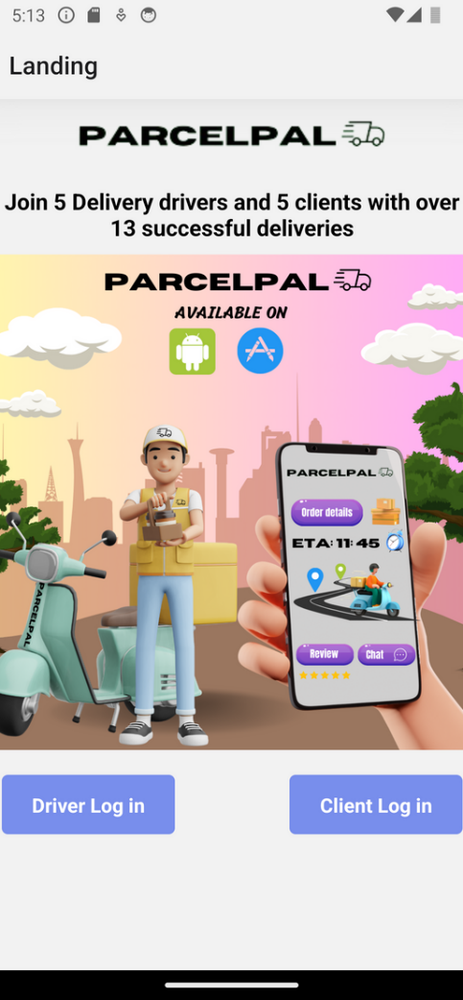 5:13
Landing
PARCELPAL
Join 5 Delivery drivers and 5 clients with over
13 successful deliveries
PARCELPAL
AVAILABLE ON
PARCELPAL
Order details
ETA: 11: 45
Review
Chat
PARCELPAL
Driver Log in
Client Log in